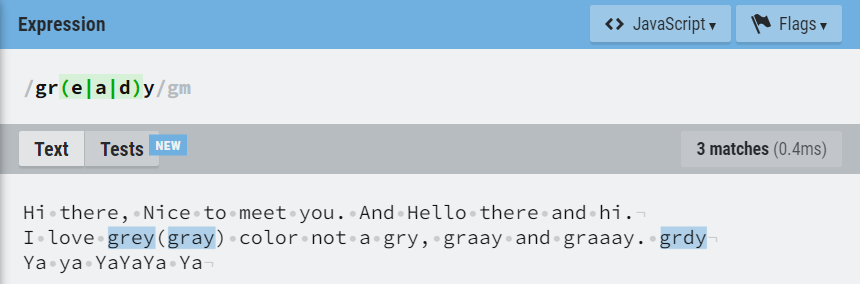 Expression <> JavaScript ▾ Flags ▾
/gr(e|a|d)y/gm
Text Tests NEW 3 matches (0.4ms)
Hi there, Nice to meet you. And Hello there and hi.
I love grey(gray) color not a gry, graay and graaay. grdy
Ya ya YaYaYa Ya